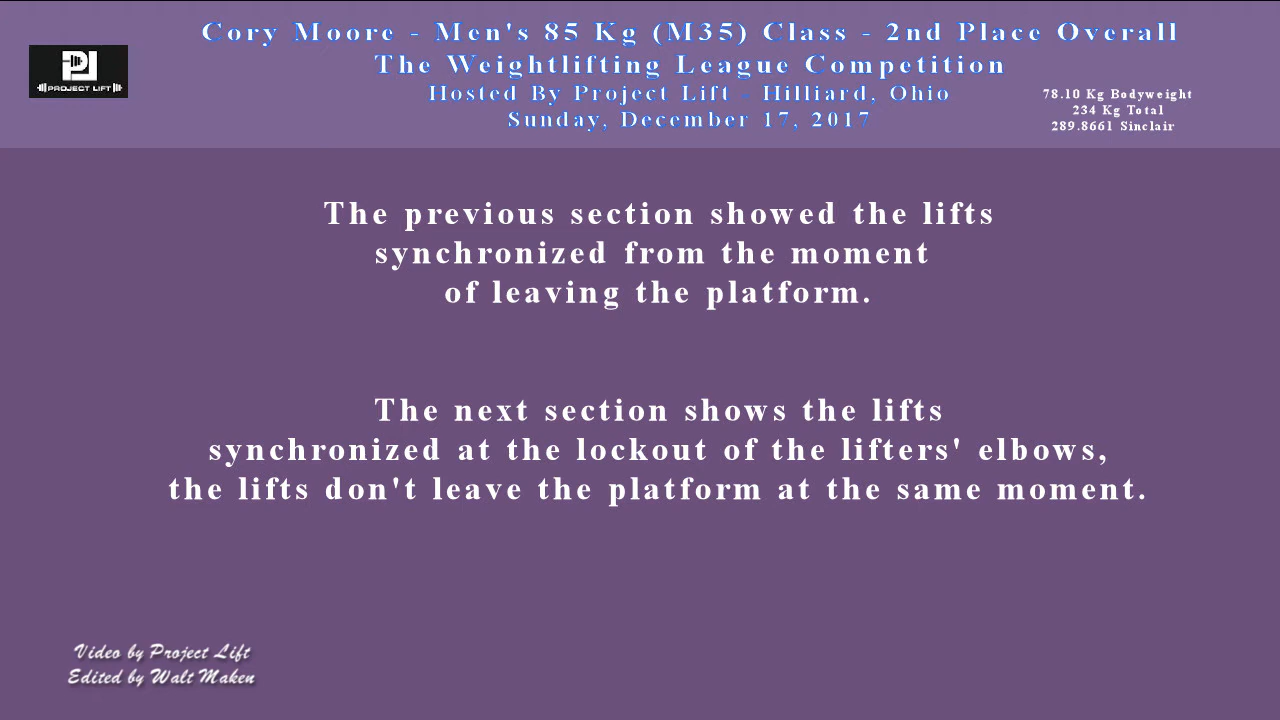 Cory Moore - Men's 85 Kg (M35) Class - 2nd Place Overall
The Weightlifting League Competition
Hosted By Project Lift - Hilliard, Ohio
Sunday, December 17, 2017
PL
PROJECT LIFT
78.10 Kg Bodyweight
234 Kg Total
289.8661 Sinclair
The previous section showed the lifts
synchronized from the moment
of leaving the platform.
The next section shows the lifts
synchronized at the lockout of the lifters' elbows,
the lifts don't leave the platform at the same moment.
Video by Project Lift
Edited by Walt Maken